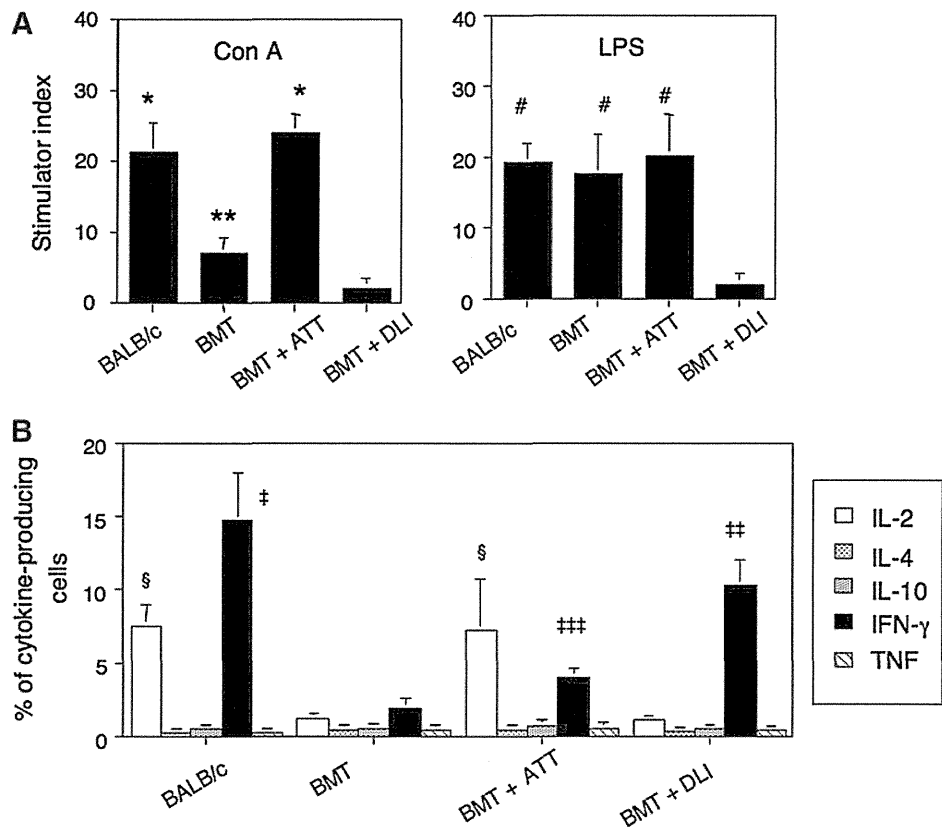 A
Con A
Stimulator index
40
30
20
10
0
*
**
*
BALB/c
BMT
BMT + ATT
BMT + DLI
LPS
40
30
20
10
0
#
#
#
BALB/c
BMT
BMT + ATT
BMT + DLI
B
% of cytokine-producing
cells
20
15
10
5
0
§
‡
§
‡‡‡
‡‡
BALB/c
BMT
BMT + ATT
BMT + DLI
IL-2
IL-4
IL-10
IFN-γ
TNF